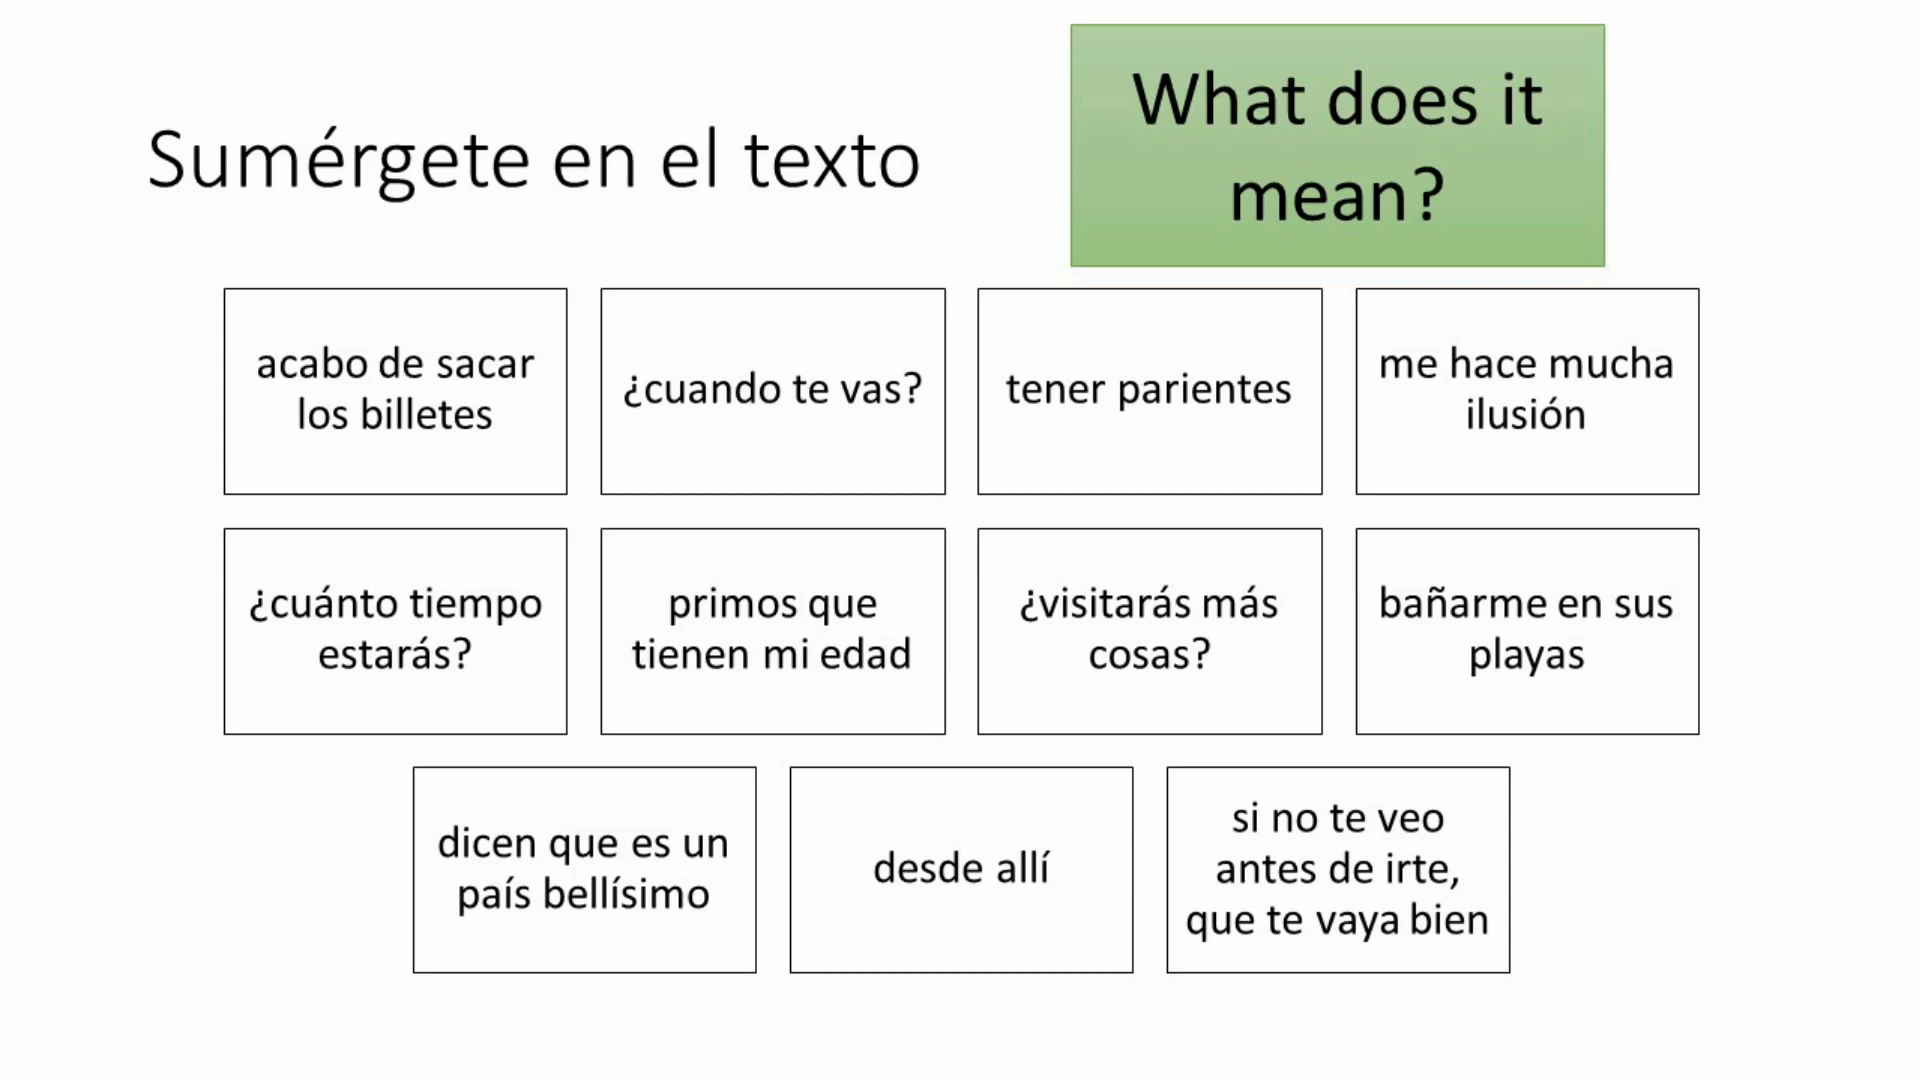 Sumérgete en el texto
What does it
mean?
acabo de sacar
los billetes
¿cuando te vas?
tener parientes
me hace mucha
ilusión
¿cuánto tiempo
estarás?
primos que
tienen mi edad
¿visitarás más
cosas?
bañarme en sus
playas
dicen que es un
país bellísimo
desde allí
si no te veo
antes de irte,
que te vaya bien